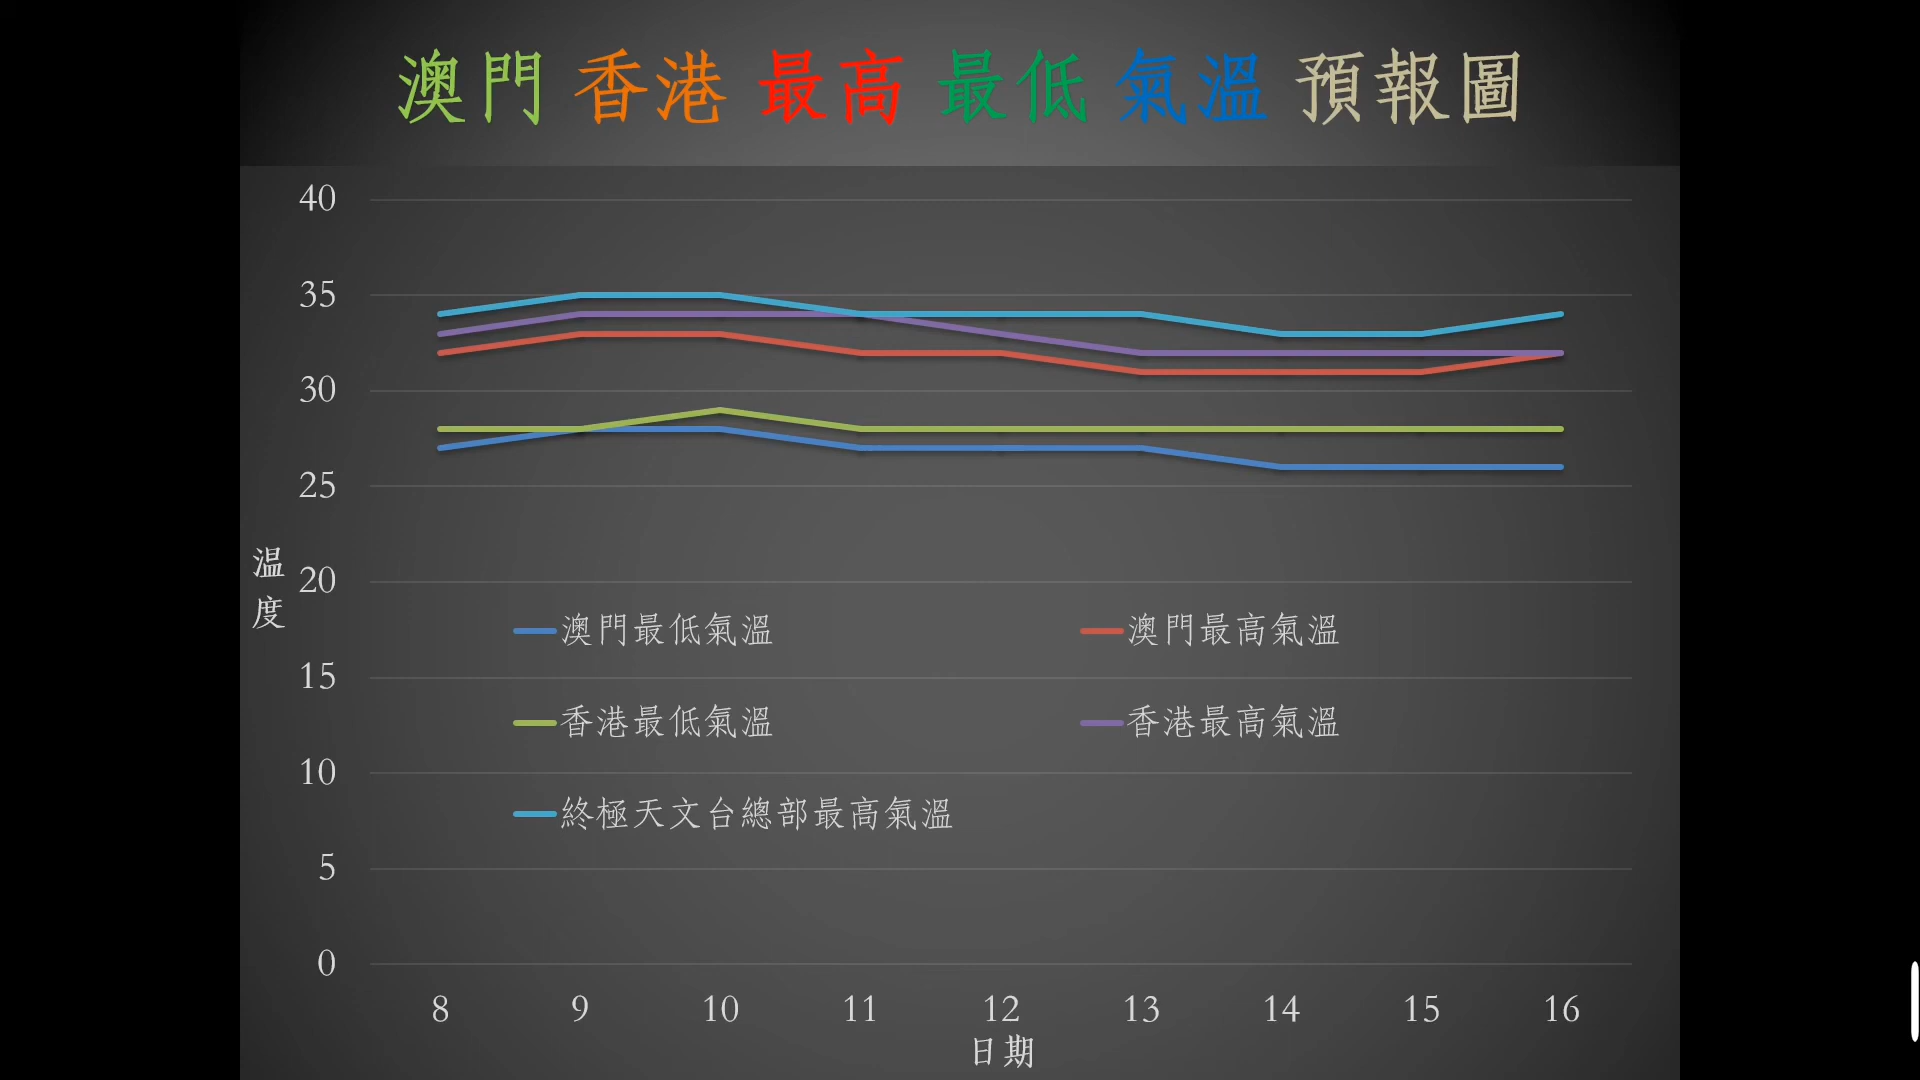 澳門 香港 最高 最低 氣溫 預報圖
40
35
30
25
20
15
10
5
0
溫度
澳門最低氣溫 澳門最高氣溫
香港最低氣溫 香港最高氣溫
終極天文台總部最高氣溫
8 9 10 11 12 13 14 15 16
日期